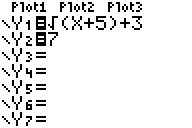 Plot1 Plot2 Plot3
\Y₁=√(X+5)+3
\Y₂=7
\Y₃=
\Y₄=
\Y₅=
\Y₆=
\Y₇=